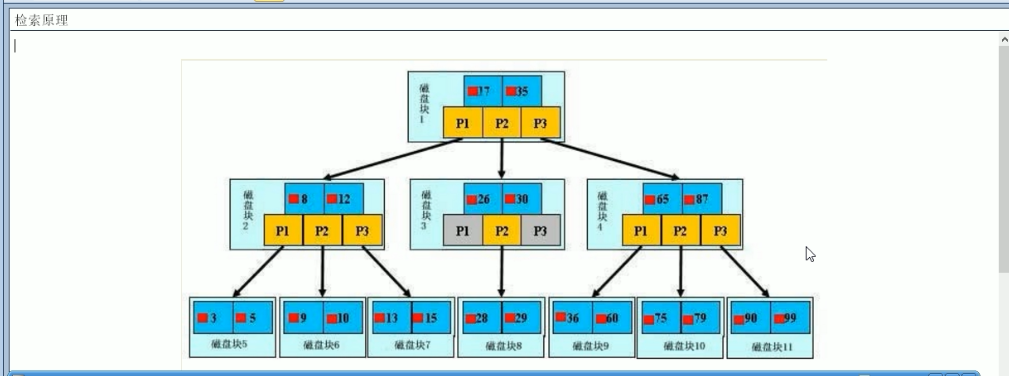 检索原理
磁盘块1
17 35
P1 P2 P3
磁盘块2
8 12
P1 P2 P3
磁盘块3
26 30
P1 P2 P3
磁盘块4
65 87
P1 P2 P3
3 5
磁盘块5
9 10
磁盘块6
13 15
磁盘块7
28 29
磁盘块8
36 60
磁盘块9
75 79
磁盘块10
90 99
磁盘块11